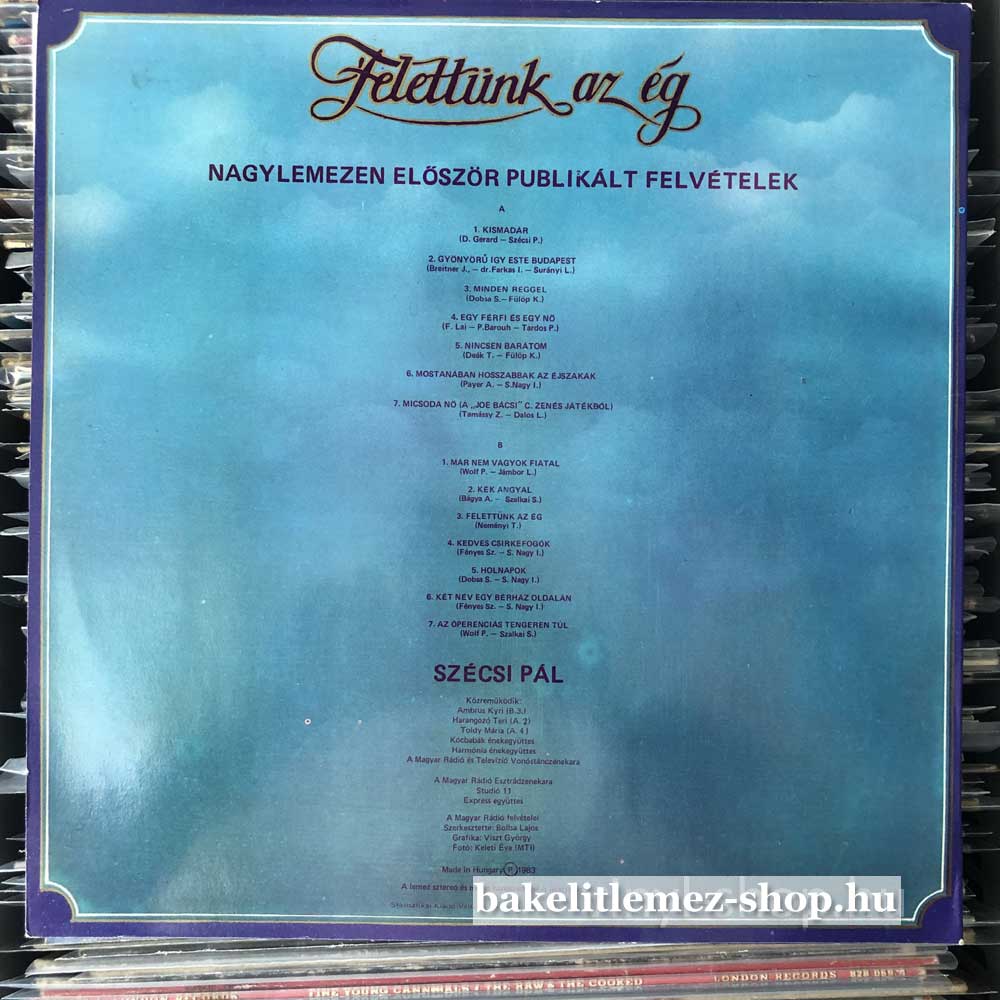 Felettünk az ég
NAGYLEMEZEN ELŐSZÖR PUBLIKÁLT FELVÉTELEK
A
1. KISMADÁR
(D. Gerard – Szécsi P.)
2. GYÖNYÖRŰ IGY ESTE BUDAPEST
(Breitner J., – dr. Farkas I. – Surányi L.)
3. MINDEN REGGEL
(Dobsa S. – Fülöp K.)
4. EGY FÉRFI ÉS EGY NŐ
(F. Lai – P.Barouh – Tardos P.)
5. NINCSEN BARÁTOM
(Deák T. – Fülöp K.)
6. MOSTANÁBAN HOSSZABBAK AZ ÉJSZAKÁK
(Payer A. – S.Nagy I.)
7. MICSODA NŐ (A „JOE BÁCSI" C. ZENÉS JÁTÉKBÓL)
(Tamássy Z. – Dalos L.)
B
1. MÁR NEM VAGYOK FIATAL
(Wolf P. – Jámbor L.)
2. KÉK ANGYAL
(Bágya A. – Szalkai S.)
3. FELETTÜNK AZ ÉG
(Neményi T.)
4. KEDVES CSIRKEFOGÓK
(Fényes Sz. – S. Nagy I.)
5. HOLNAPOK
(Dobsa S. – S. Nagy I.)
6. KÉT NÉV EGY BÉRHÁZ OLDALÁN
(Fényes Sz. – S. Nagy I.)
7. AZ ÓPERENCIÁS TENGEREN TÚL
(Wolf P. – Szalkai S.)
SZÉCSI PÁL
Közreműködik:
Ambrus Kyri (B.3.)
Harangozó Teri (A. 2)
Toldy Mária (A. 4)
Kócbabák énekegyüttes
Harmónia énekegyüttes
A Magyar Rádió és Televízió Vonóstánczenekara
A Magyar Rádió Esztrádzenekara
Studió 11
Express együttes
A Magyar Rádió felvételei
Szerkesztette: Bolba Lajos
Grafika: Viszt György
Fotó: Keleti Éva (MTI)
Made in Hungary Ⓟ 1983
A lemez sztereó és
bakelitlemez-shop.hu
LONDON RECORDS
FINE YOUNG CANNIBALS / THE RAW & THE COOKED
LONDON RECORDS